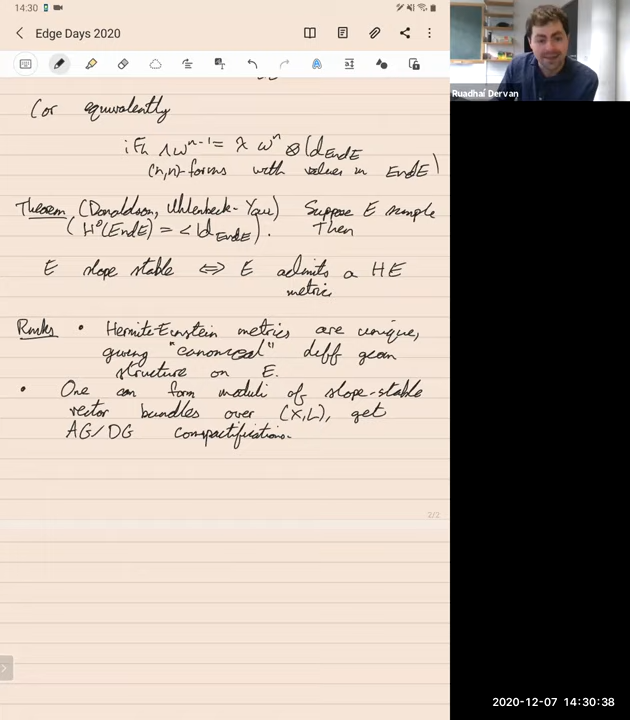 14:30
Edge Days 2020
Ruadhaí Dervan
(or equivalently
iF_h ∧ ω^{n-1} = λ ω^n ⊗ Id_{End E}
(n,n)-forms with values in End E)
Theorem (Donaldson, Uhlenbeck-Yau) Suppose E simple
(H^0(End E) = <Id_{End E}>). Then
E slope stable ⟺ E admits a HE
metric
Rmks • Hermite-Einstein metrics are unique,
giving "canonical" diff geom
structure on E.
• One can form moduli of slope-stable
vector bundles over (X,L), get
AG/DG compactifications.
2/2
2020-12-07 14:30:38